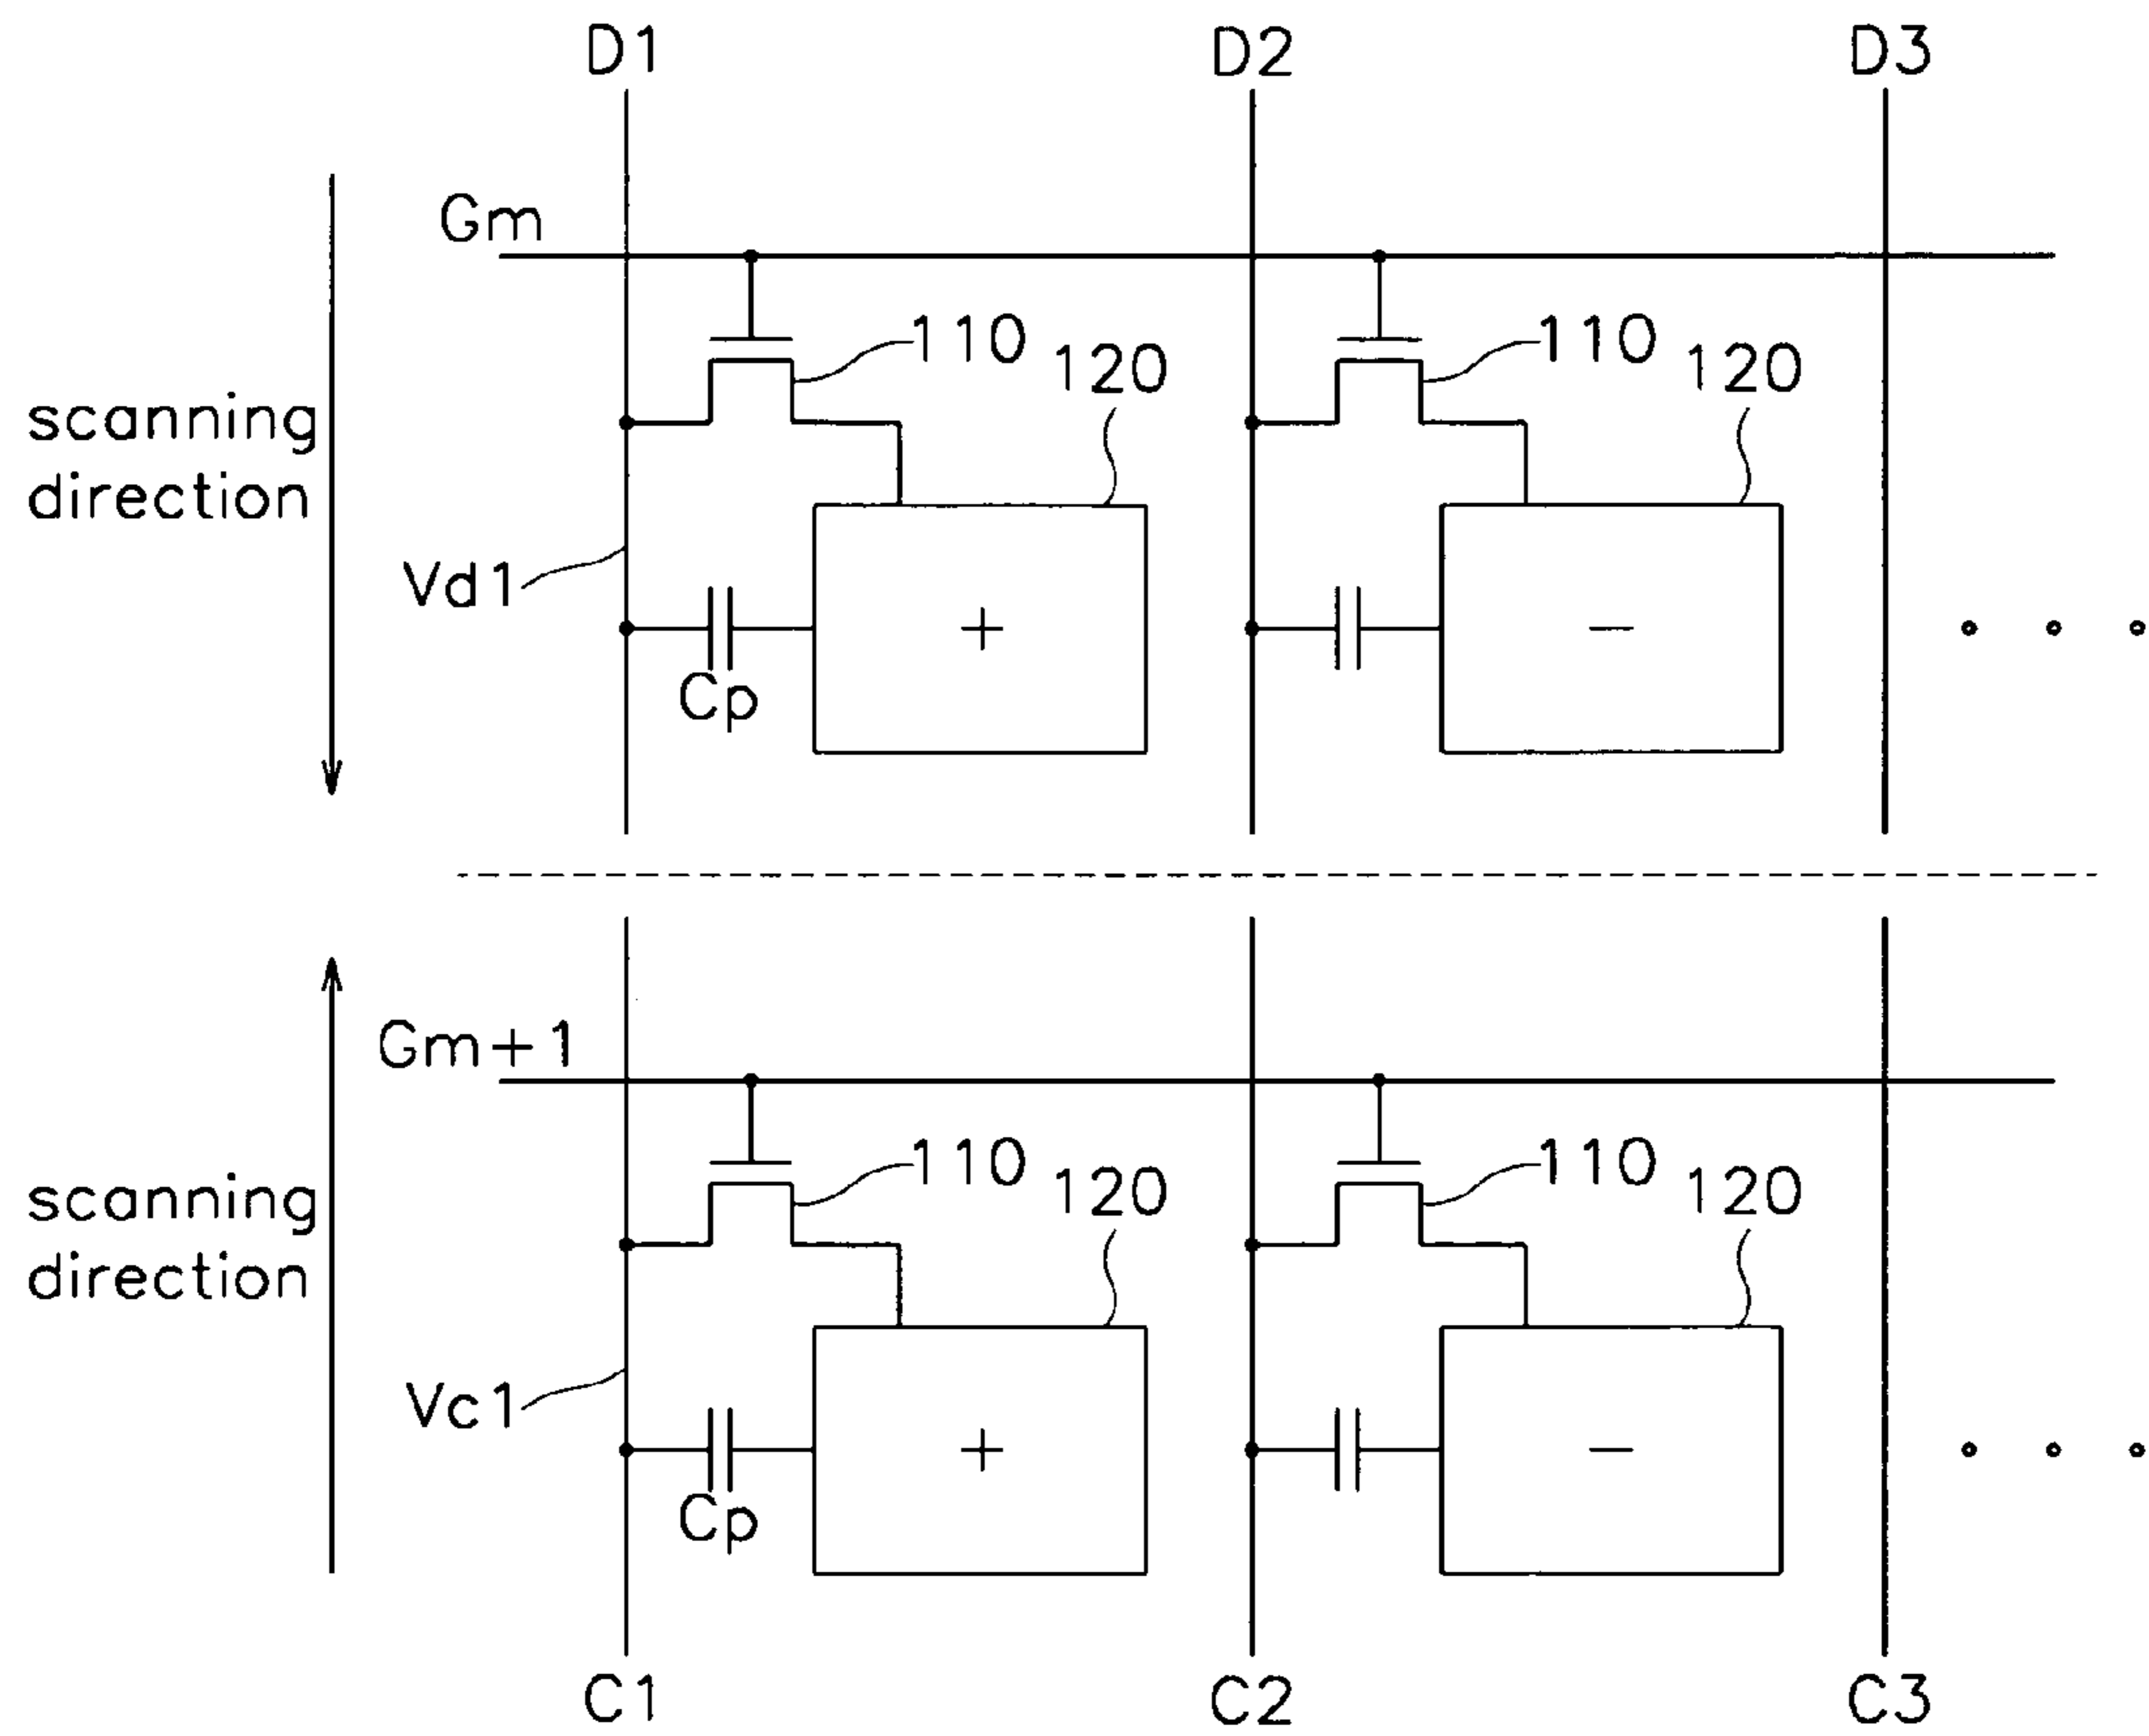 D1 D2 D3
Gm
110 120 110 120
scanning
direction
Vd1
+ −
Cp
Gm+1
110 120 110 120
scanning
direction
Vc1
+ −
Cp
C1 C2 C3